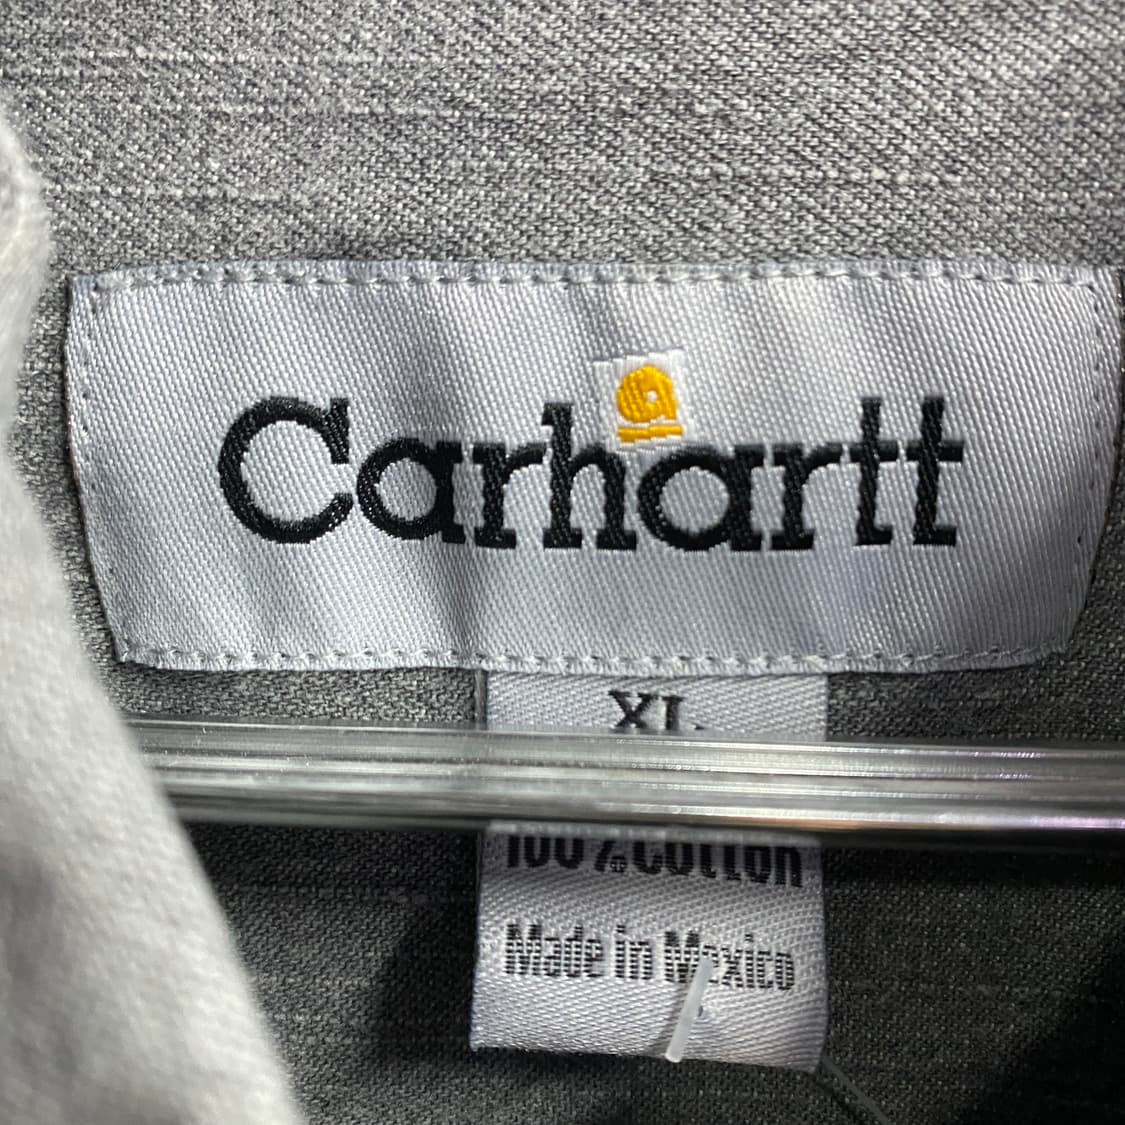 Carhartt
XL
100% Cotton
Made in Mexico